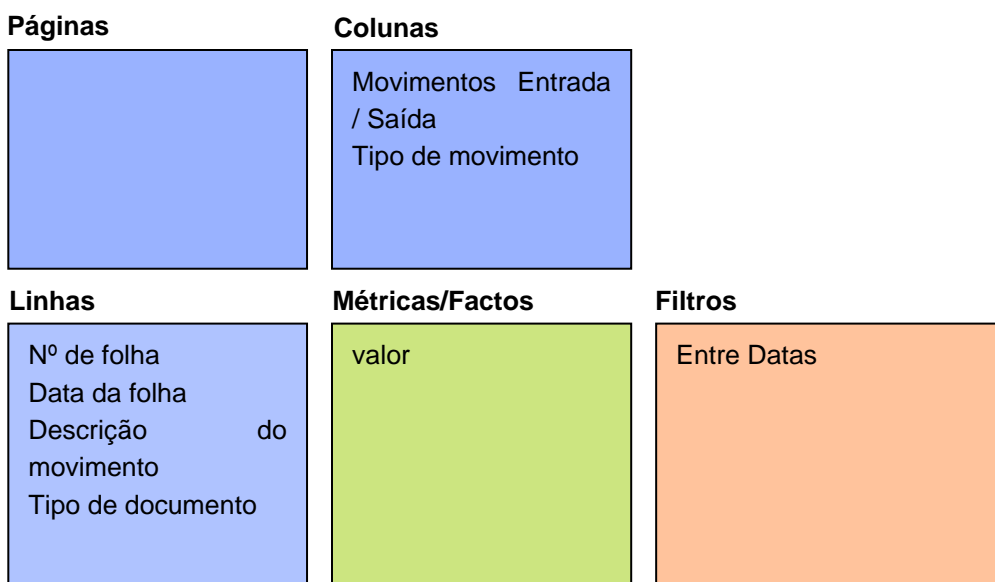 Páginas
Colunas
Movimentos Entrada
/ Saída
Tipo de movimento
Linhas
Métricas/Factos
Filtros
Nº de folha
Data da folha
Descrição do
movimento
Tipo de documento
valor
Entre Datas